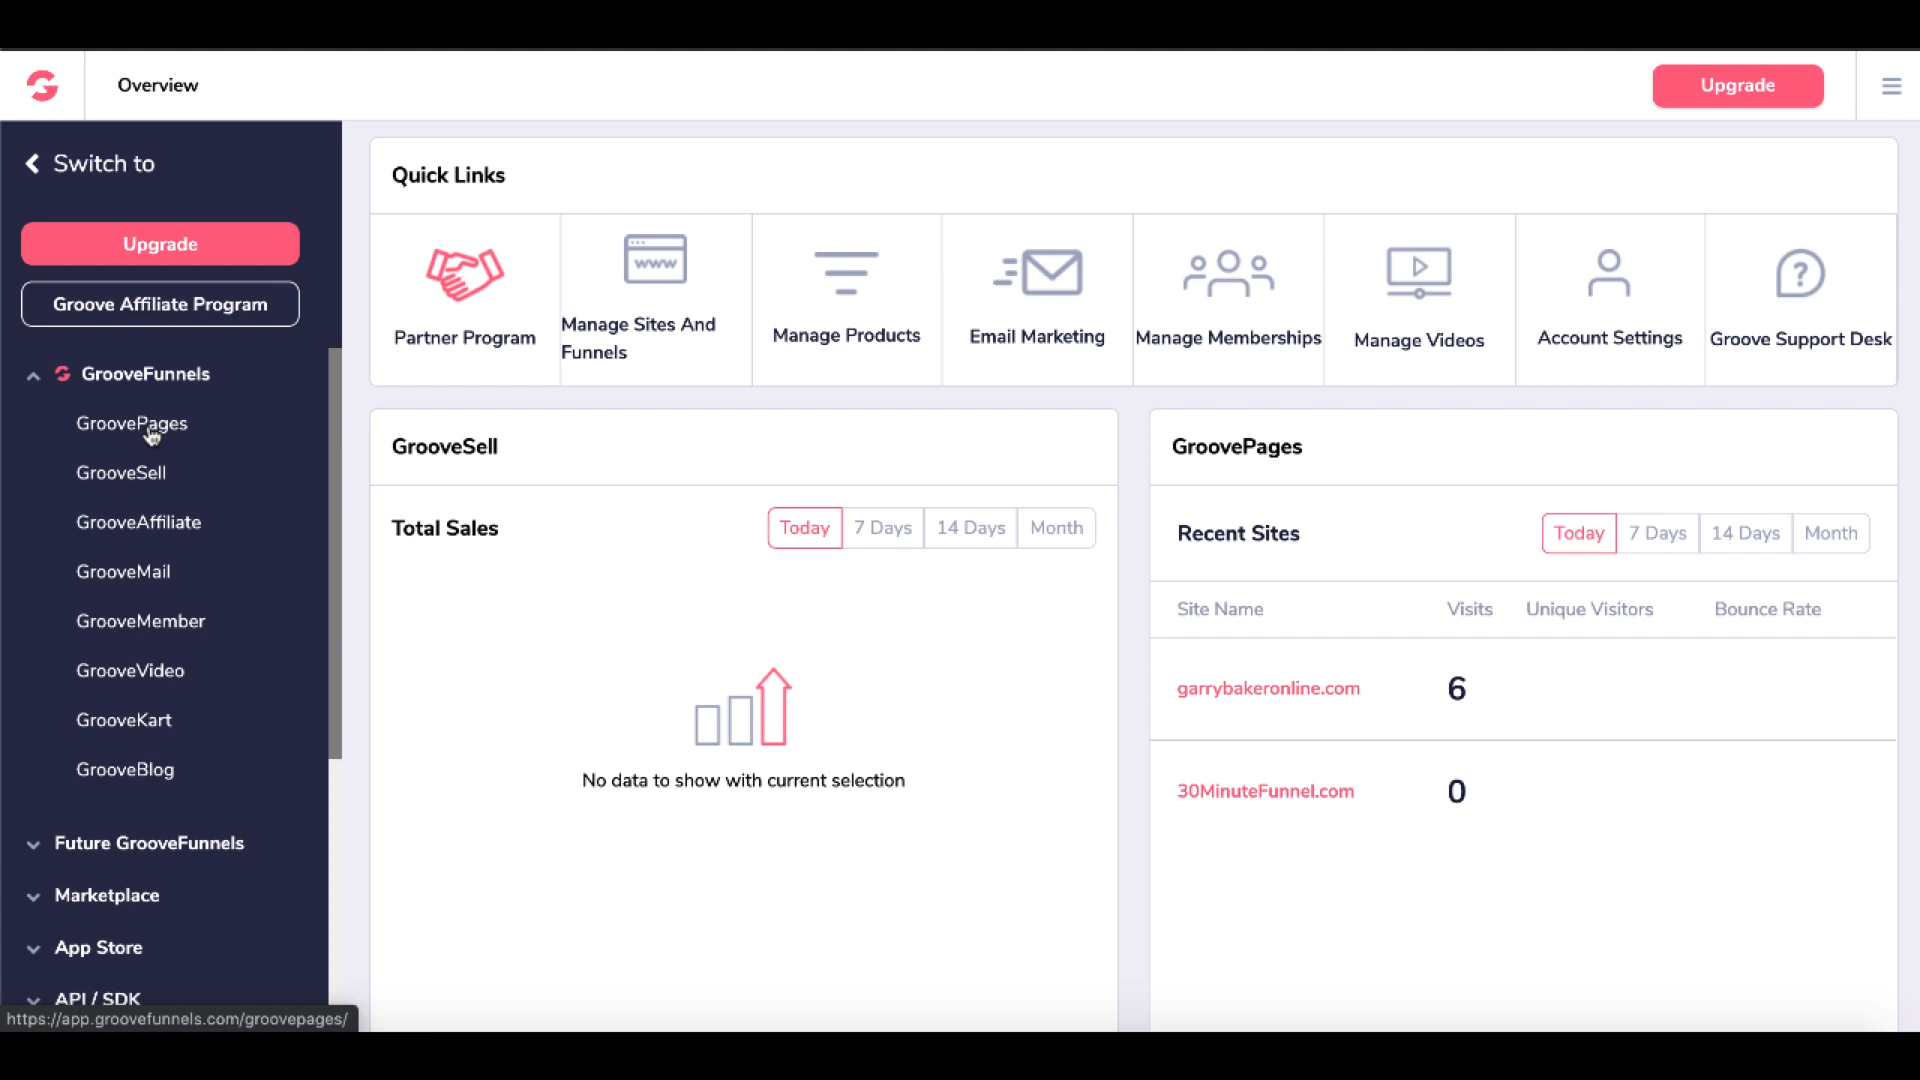 Overview
Upgrade
Switch to
Upgrade
Groove Affiliate Program
GrooveFunnels
GroovePages
GrooveSell
GrooveAffiliate
GrooveMail
GrooveMember
GrooveVideo
GrooveKart
GrooveBlog
Future GrooveFunnels
Marketplace
App Store
API / SDK
https://app.groovefunnels.com/groovepages/
Quick Links
Partner Program
www
Manage Sites And
Funnels
Manage Products
Email Marketing
Manage Memberships
Manage Videos
Account Settings
?
Groove Support Desk
GrooveSell
Total Sales
Today 7 Days 14 Days Month
No data to show with current selection
GroovePages
Recent Sites
Today 7 Days 14 Days Month
Site Name Visits Unique Visitors Bounce Rate
garrybakeronline.com 6
30MinuteFunnel.com 0